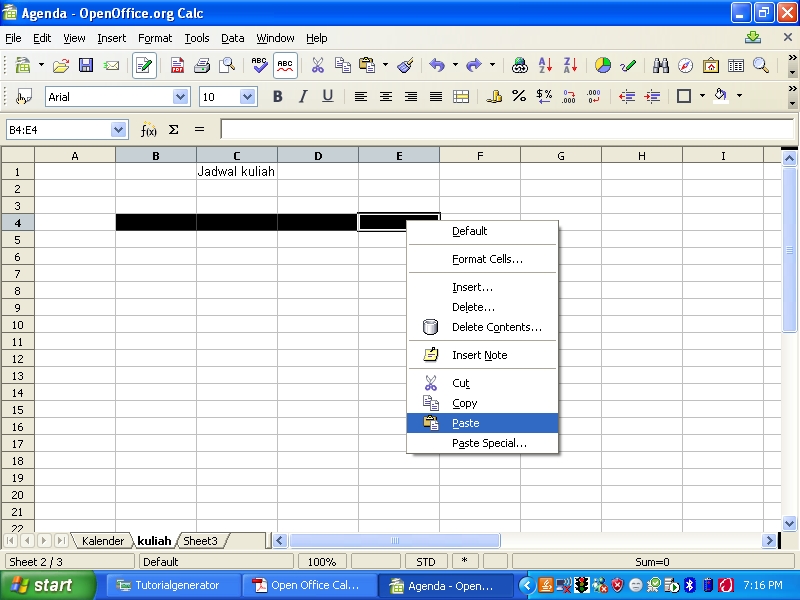 Agenda - OpenOffice.org Calc
File Edit View Insert Format Tools Data Window Help
ABC ABC
Arial 10 B I U
B4:E4 f(x) Σ =
A B C D E F G H I
1 Jadwal kuliah
2
3
4
5
6
7
8
9
10
11
12
13
14
15
16
17
18
19
20
21
22
Default
Format Cells...
Insert...
Delete...
Delete Contents...
Insert Note
Cut
Copy
Paste
Paste Special...
Kalender kuliah Sheet3
Sheet 2 / 3 Default 100% STD * Sum=0
start Tutorialgenerator Open Office Cal... Agenda - Open... 7:16 PM